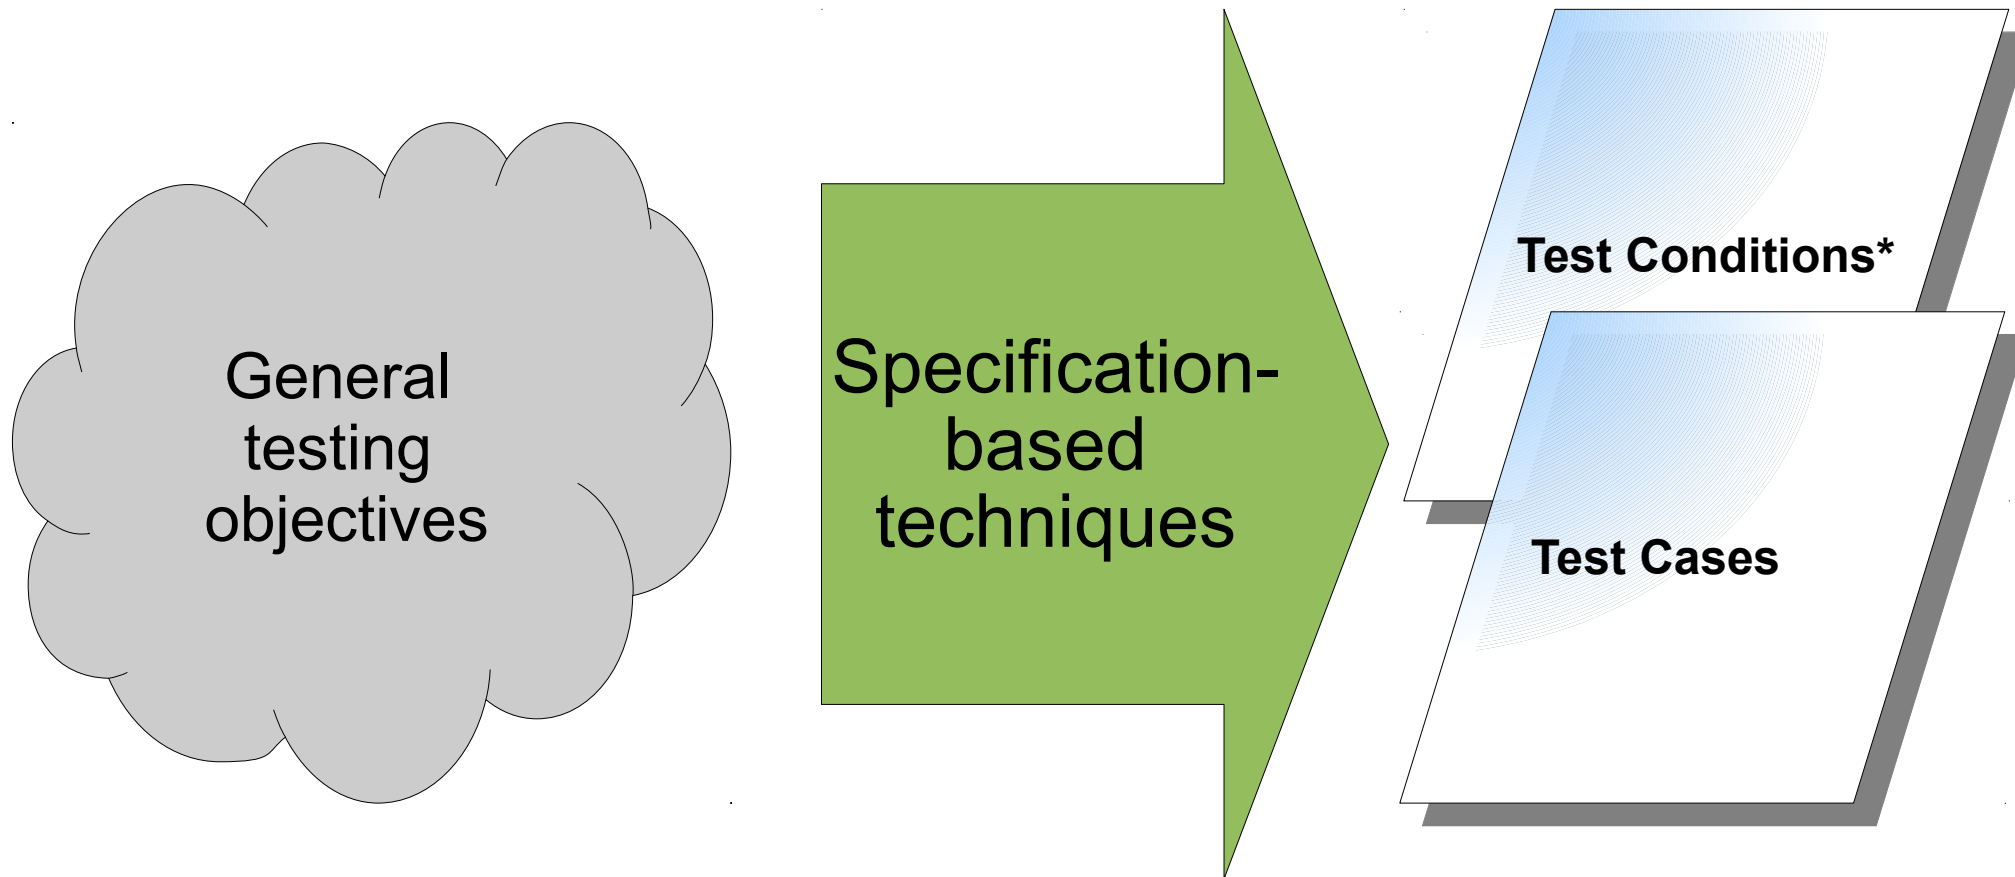 General
testing
objectives
Specification-
based
techniques
Test Conditions*
Test Cases